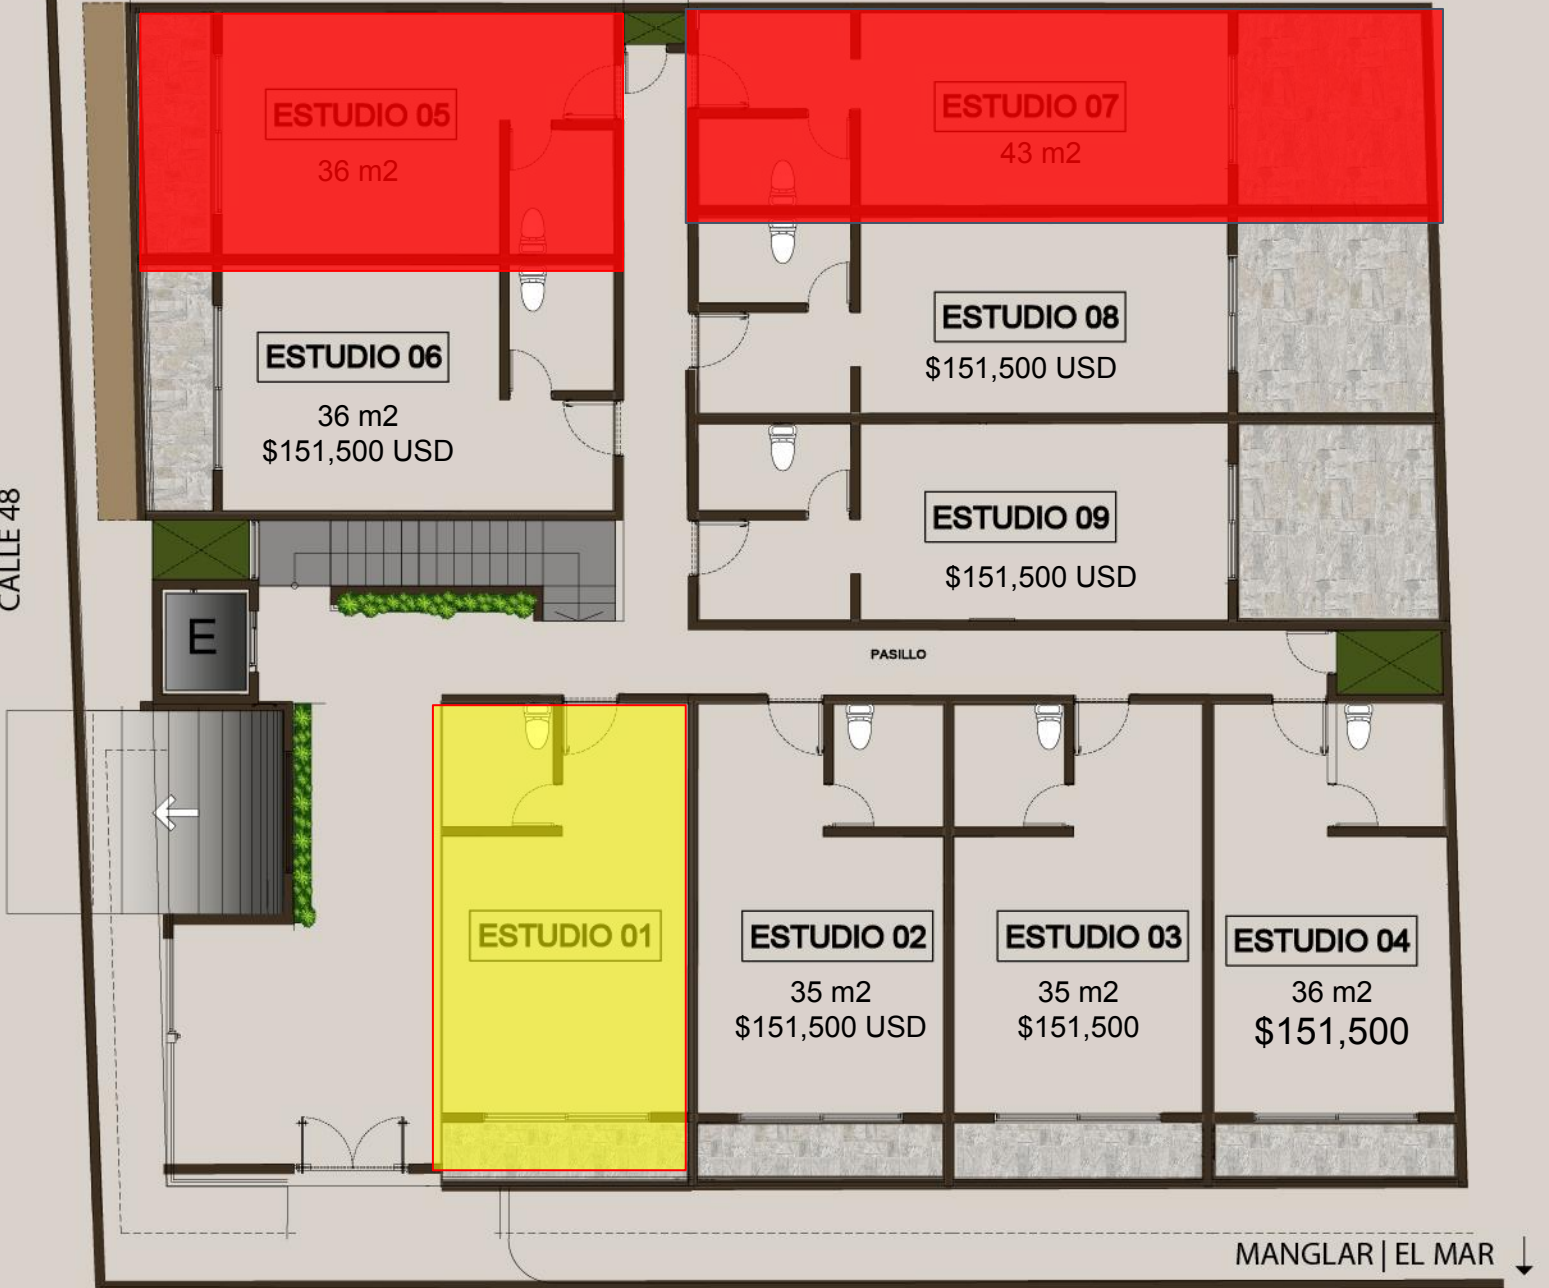 ESTUDIO 05
36 m2
ESTUDIO 07
43 m2
ESTUDIO 06
36 m2
$151,500 USD
ESTUDIO 08
$151,500 USD
ESTUDIO 09
$151,500 USD
CALLE 48
E
PASILLO
ESTUDIO 01
ESTUDIO 02
35 m2
$151,500 USD
ESTUDIO 03
35 m2
$151,500
ESTUDIO 04
36 m2
$151,500
MANGLAR | EL MAR